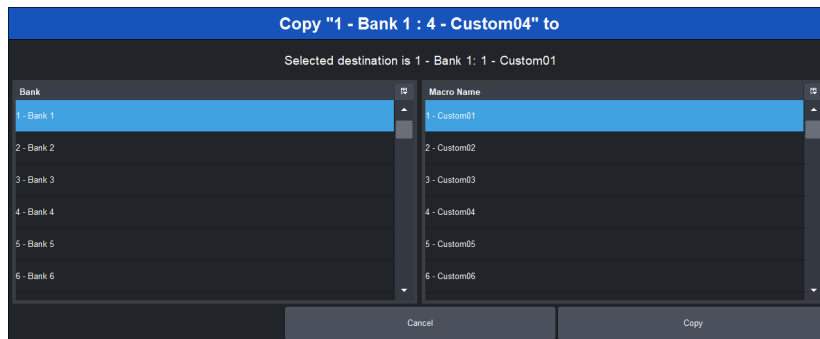 Copy "1 - Bank 1 : 4 - Custom04" to
Selected destination is 1 - Bank 1: 1 - Custom01
Bank
1 - Bank 1
2 - Bank 2
3 - Bank 3
4 - Bank 4
5 - Bank 5
6 - Bank 6
Macro Name
1 - Custom01
2 - Custom02
3 - Custom03
4 - Custom04
5 - Custom05
6 - Custom06
Cancel
Copy